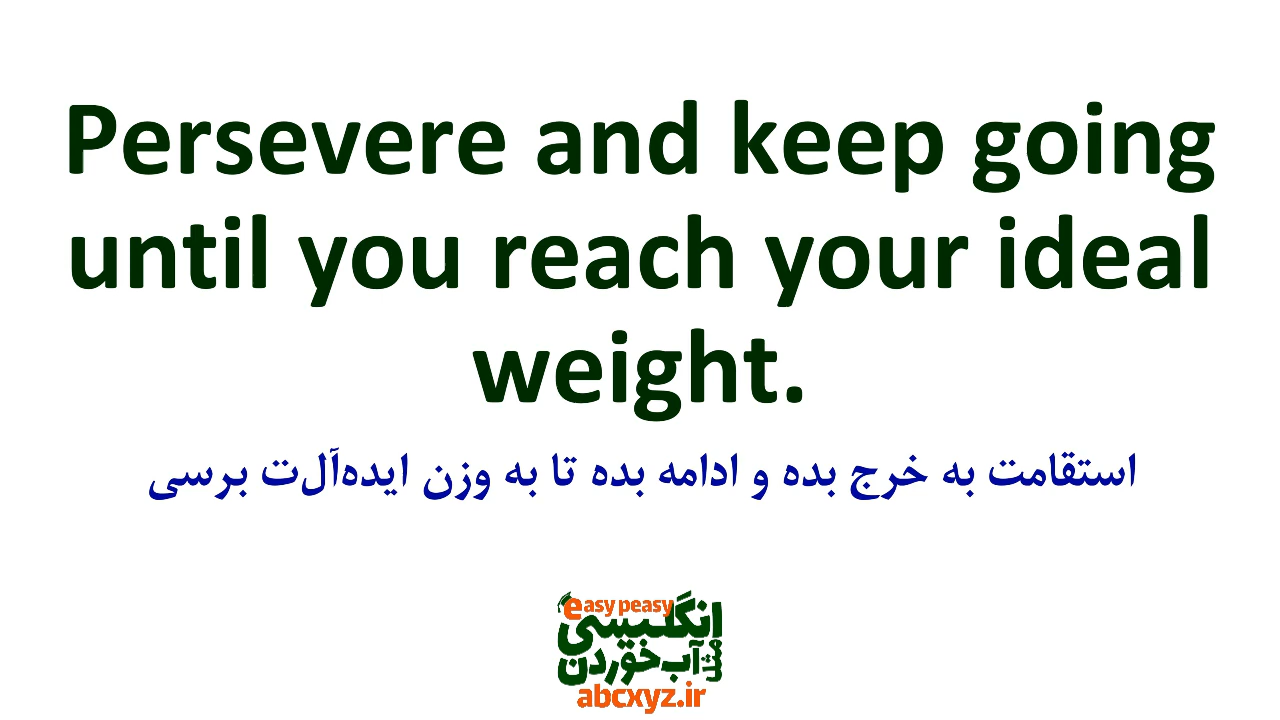 Persevere and keep going
until you reach your ideal
weight.
استقامت به خرج بده و ادامه بده تا به وزن ایده‌آل‌ت برسی
easy peasy
انگلیسی
مثل آب خوردن
abcxyz.ir